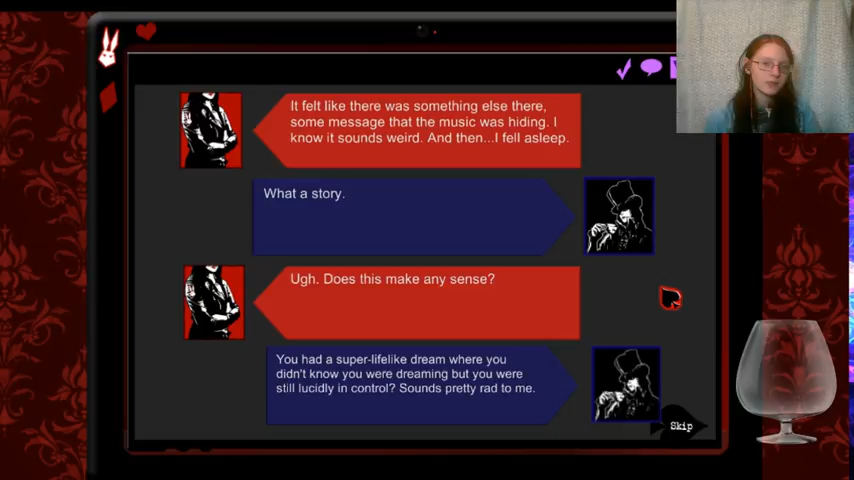 It felt like there was something else there,
some message that the music was hiding. I
know it sounds weird. And then...I fell asleep.
What a story.
Ugh. Does this make any sense?
You had a super-lifelike dream where you
didn't know you were dreaming but you were
still lucidly in control? Sounds pretty rad to me.
Skip